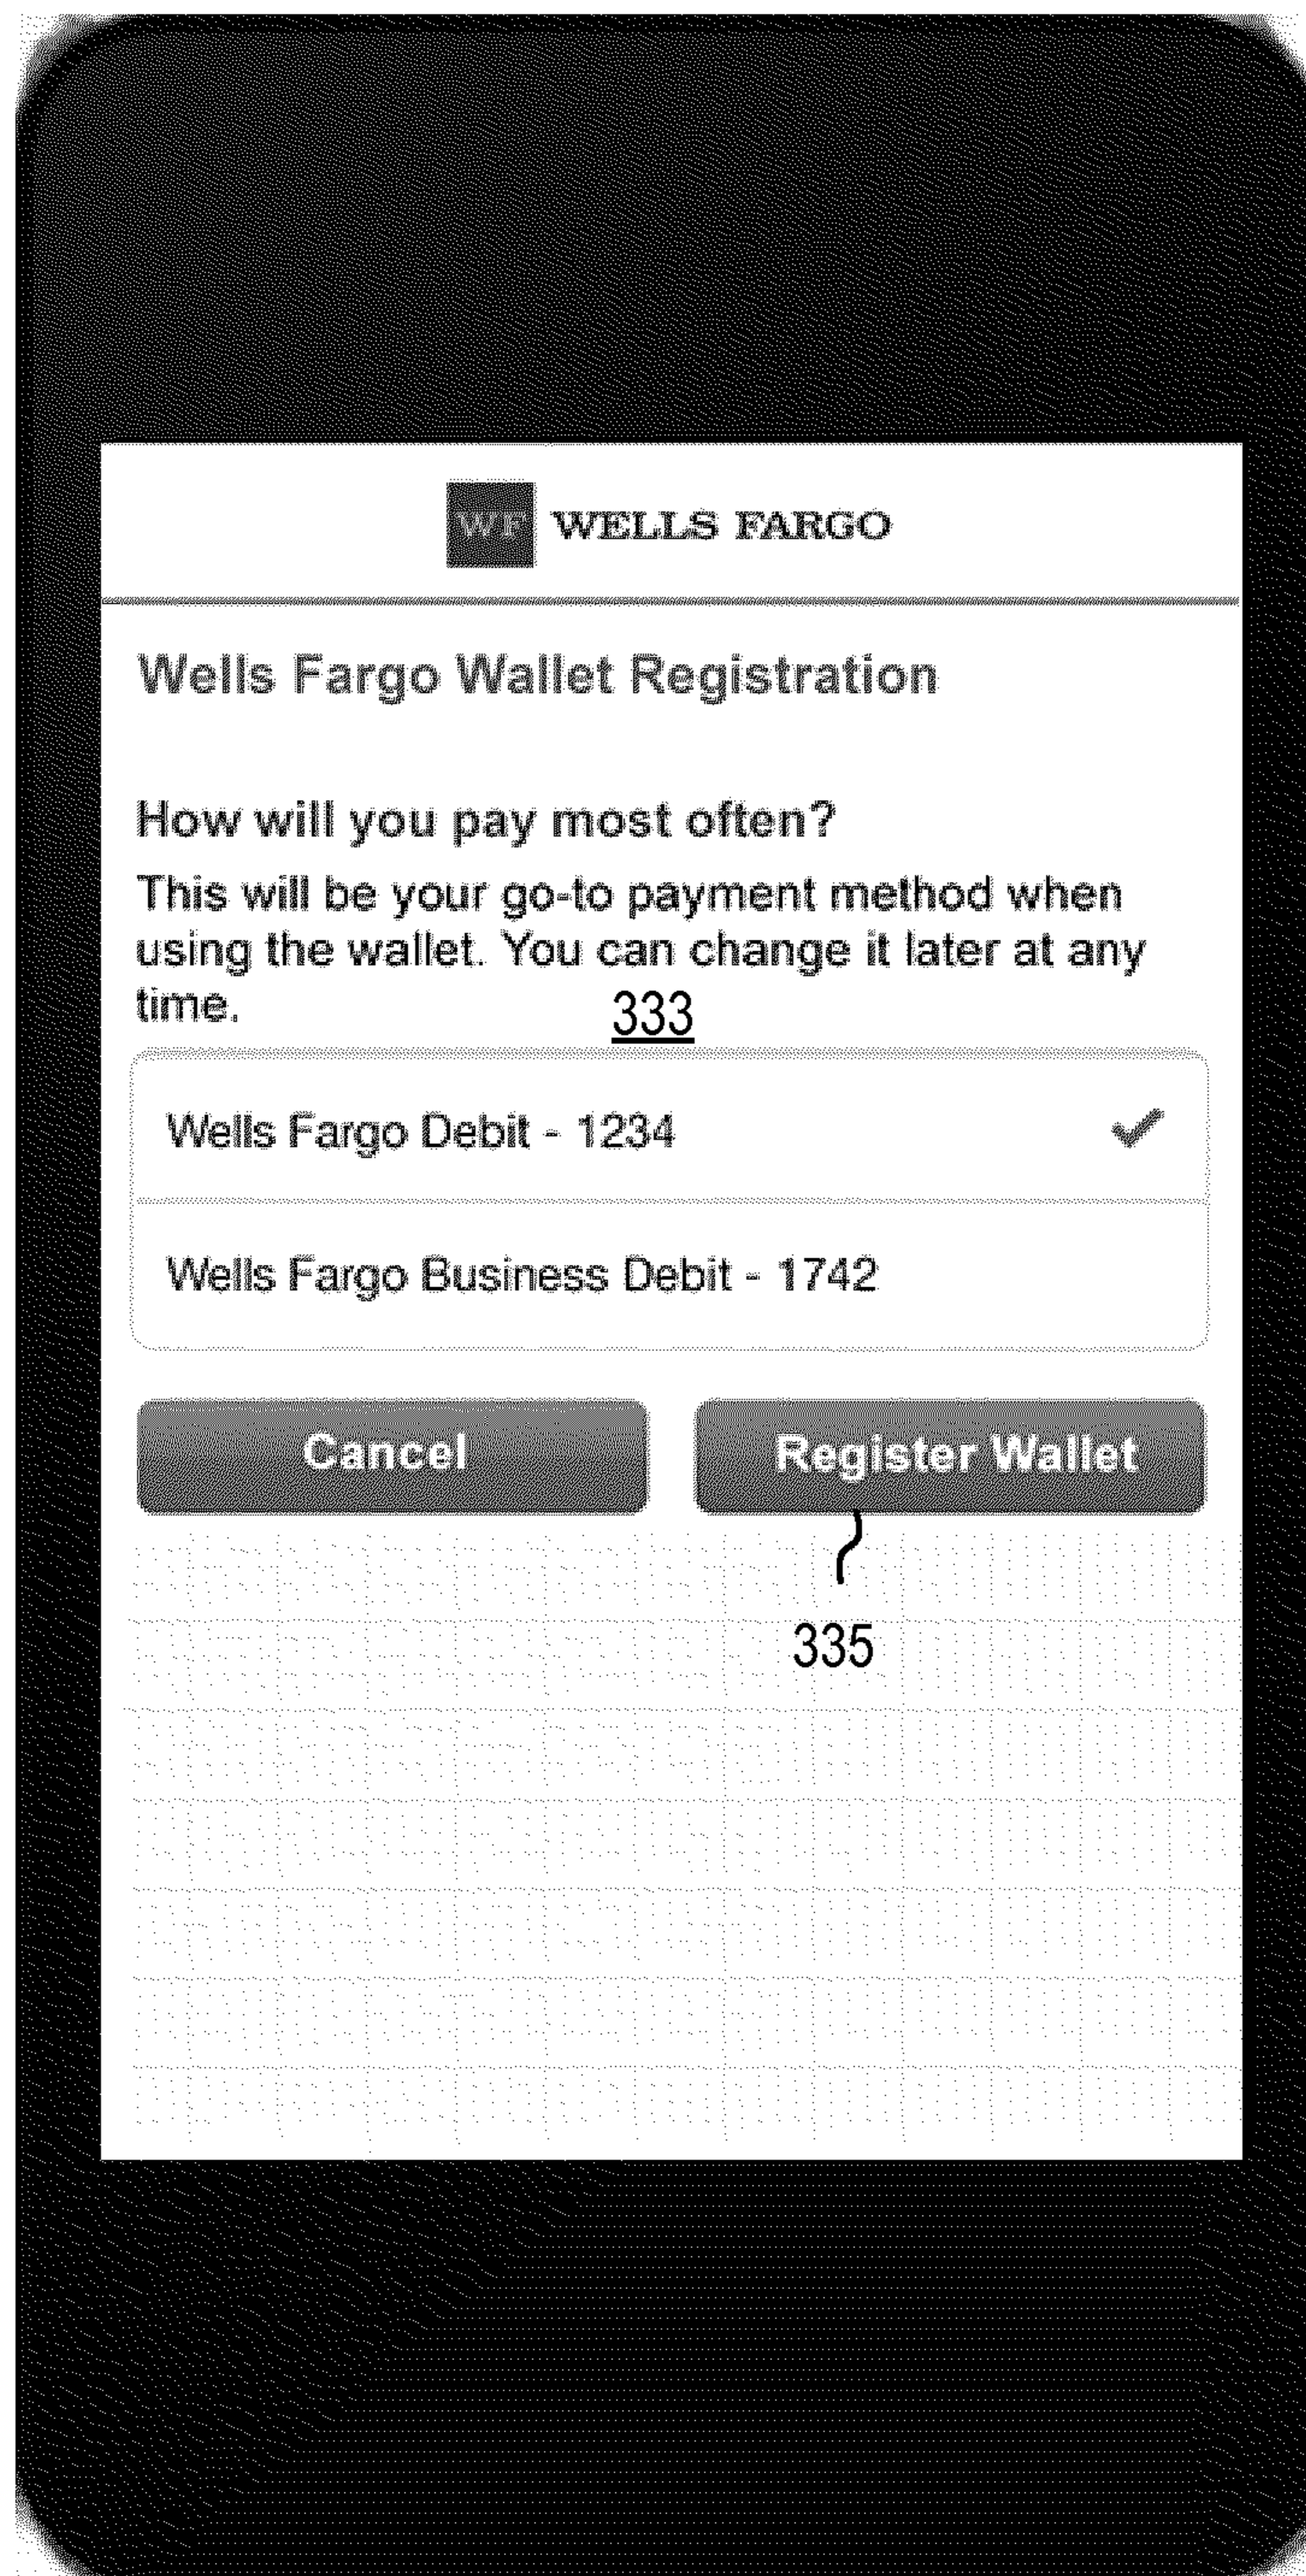 WF WELLS FARGO
Wells Fargo Wallet Registration
How will you pay most often?
This will be your go-to payment method when
using the wallet. You can change it later at any
time.
333
Wells Fargo Debit - 1234
Wells Fargo Business Debit - 1742
Cancel Register Wallet
335